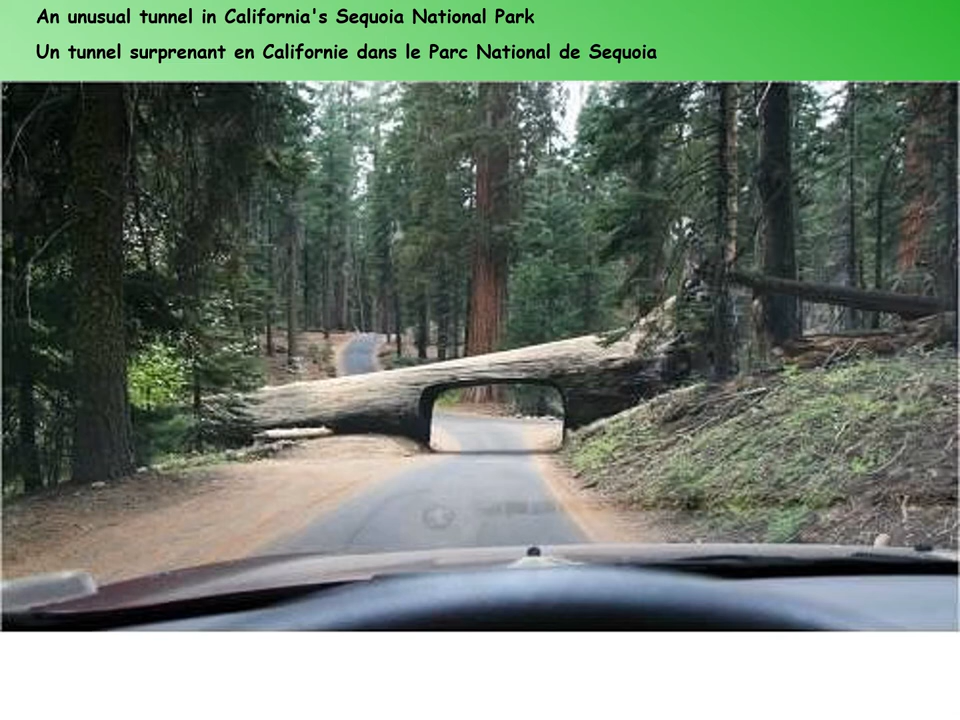 An unusual tunnel in California's Sequoia National Park
Un tunnel surprenant en Californie dans le Parc National de Sequoia